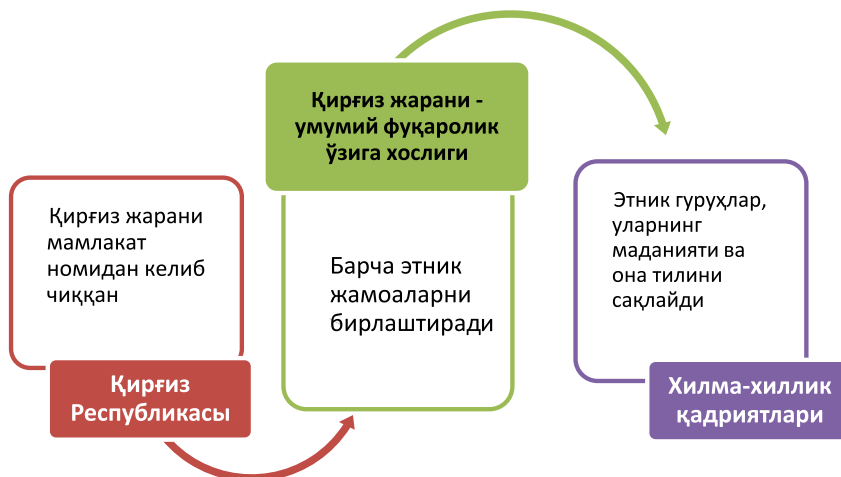 Қирғиз жарани
мамлакат
номидан келиб
чиққан
Қирғиз
Республикасы
Қирғиз жарани -
умумий фуқаролик
ўзига хослиги
Барча этник
жамоаларни
бирлаштиради
Этник гуруҳлар,
уларнинг
маданияти ва
она тилини
сақлайди
Хилма-хиллик
қадриятлари